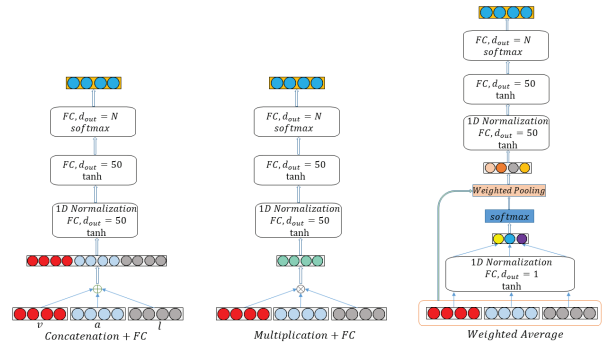 FC, d_out = N
softmax
FC, d_out = 50
tanh
1D Normalization
FC, d_out = 50
tanh
v a l
Concatenation + FC
FC, d_out = N
softmax
FC, d_out = 50
tanh
1D Normalization
FC, d_out = 50
tanh
Multiplication + FC
FC, d_out = N
softmax
FC, d_out = 50
tanh
1D Normalization
FC, d_out = 50
tanh
Weighted Pooling
softmax
1D Normalization
FC, d_out = 1
tanh
Weighted Average